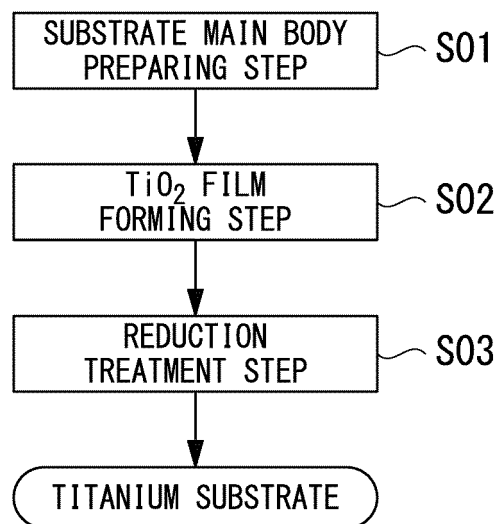 SUBSTRATE MAIN BODY
PREPARING STEP
S01
TiO₂ FILM
FORMING STEP
S02
REDUCTION
TREATMENT STEP
S03
TITANIUM SUBSTRATE